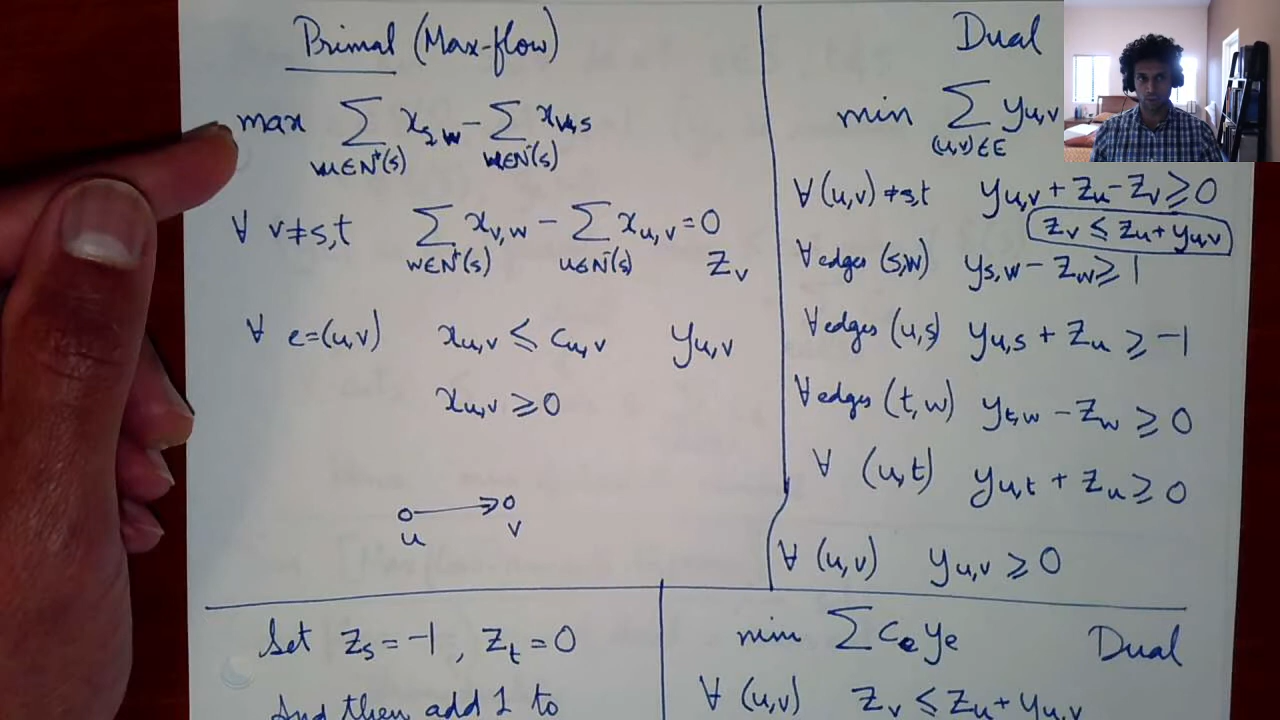 Primal (Max-flow)
max ∑_{w∈N⁺(s)} x_{s,w} − ∑_{w∈N⁻(s)} x_{w,s}
∀ v≠s,t ∑_{w∈N⁺(s)} x_{v,w} − ∑_{u∈N⁻(s)} x_{u,v} = 0
z_v
∀ e=(u,v) x_{u,v} ≤ c_{u,v} y_{u,v}
x_{u,v} ≥ 0
u v
Dual
min ∑_{(u,v)∈E} y_{u,v}
∀ (u,v) ≠ s,t y_{u,v} + z_u − z_v ≥ 0
z_v ≤ z_u + y_{u,v}
∀ edges (s,w) y_{s,w} − z_w ≥ 1
∀ edges (u,s) y_{u,s} + z_u ≥ −1
∀ edges (t,w) y_{t,w} − z_w ≥ 0
∀ (u,t) y_{u,t} + z_u ≥ 0
∀ (u,v) y_{u,v} ≥ 0
Set z_s = −1, z_t = 0
And then add 1 to
min ∑ c_e y_e Dual
∀ (u,v) z_v ≤ z_u + y_{u,v}